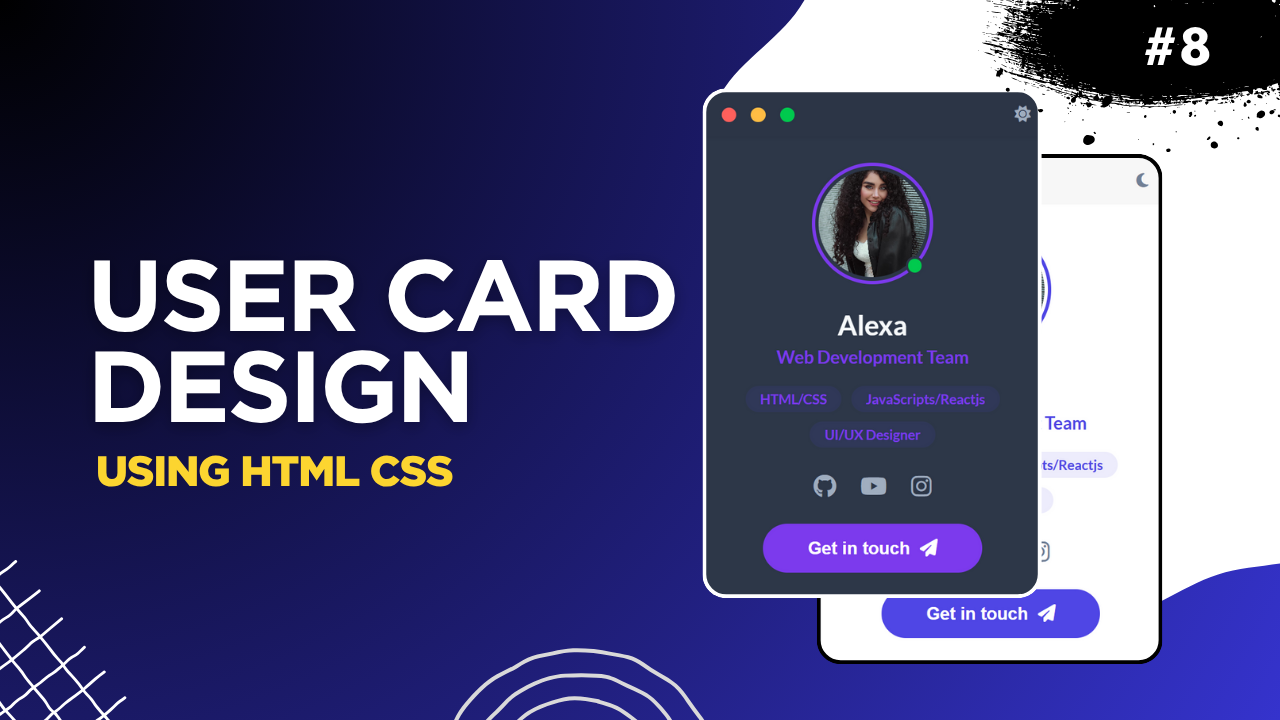 #8
USER CARD
DESIGN
USING HTML CSS
Alexa
Web Development Team
HTML/CSS
JavaScripts/Reactjs
UI/UX Designer
Get in touch
Team
ts/Reactjs
Get in touch